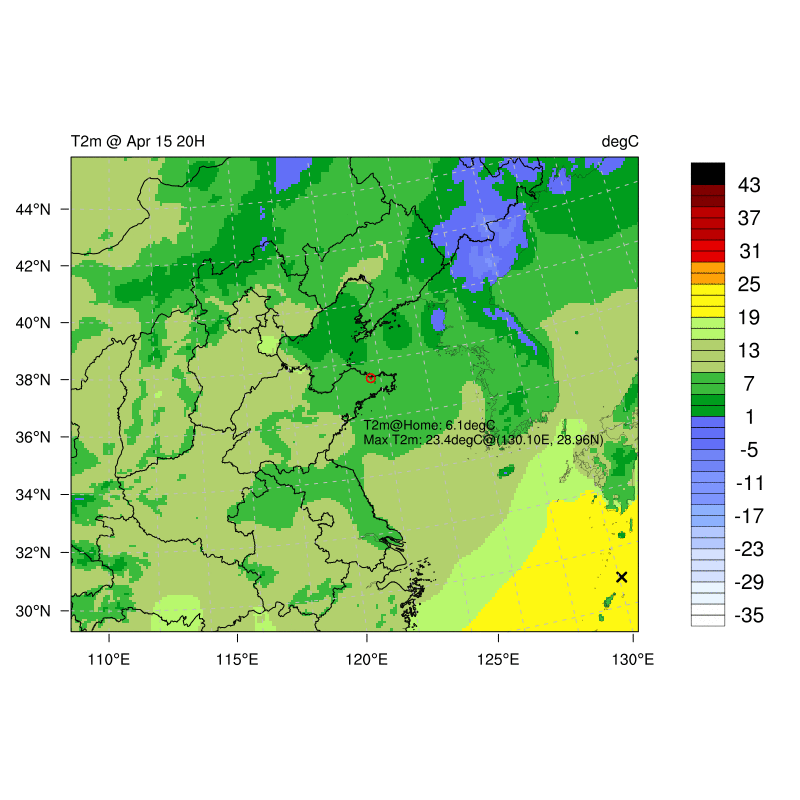 T2m @ Apr 15 20H
degC
44°N
42°N
40°N
38°N
36°N
34°N
32°N
30°N
110°E
115°E
120°E
125°E
130°E
T2m@Home: 6.1degC
Max T2m: 23.4degC@(130.10E, 28.96N)
43
37
31
25
19
13
7
1
-5
-11
-17
-23
-29
-35